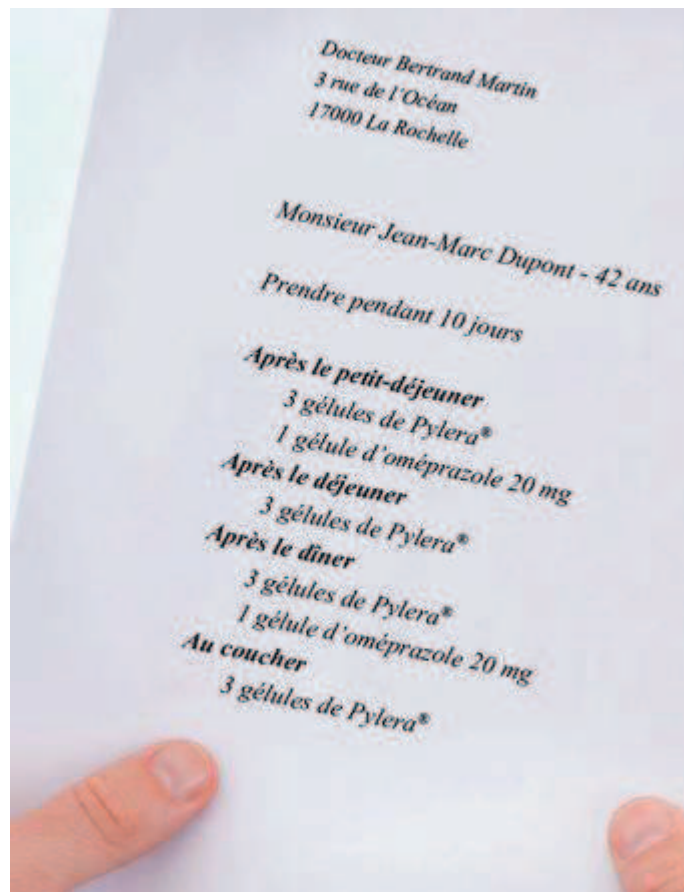 Docteur Bertrand Martin
3 rue de l'Océan
17000 La Rochelle
Monsieur Jean-Marc Dupont - 42 ans
Prendre pendant 10 jours
Après le petit-déjeuner
3 gélules de Pylera®
1 gélule d'oméprazole 20 mg
Après le déjeuner
3 gélules de Pylera®
Après le dîner
3 gélules de Pylera®
1 gélule d'oméprazole 20 mg
Au coucher
3 gélules de Pylera®